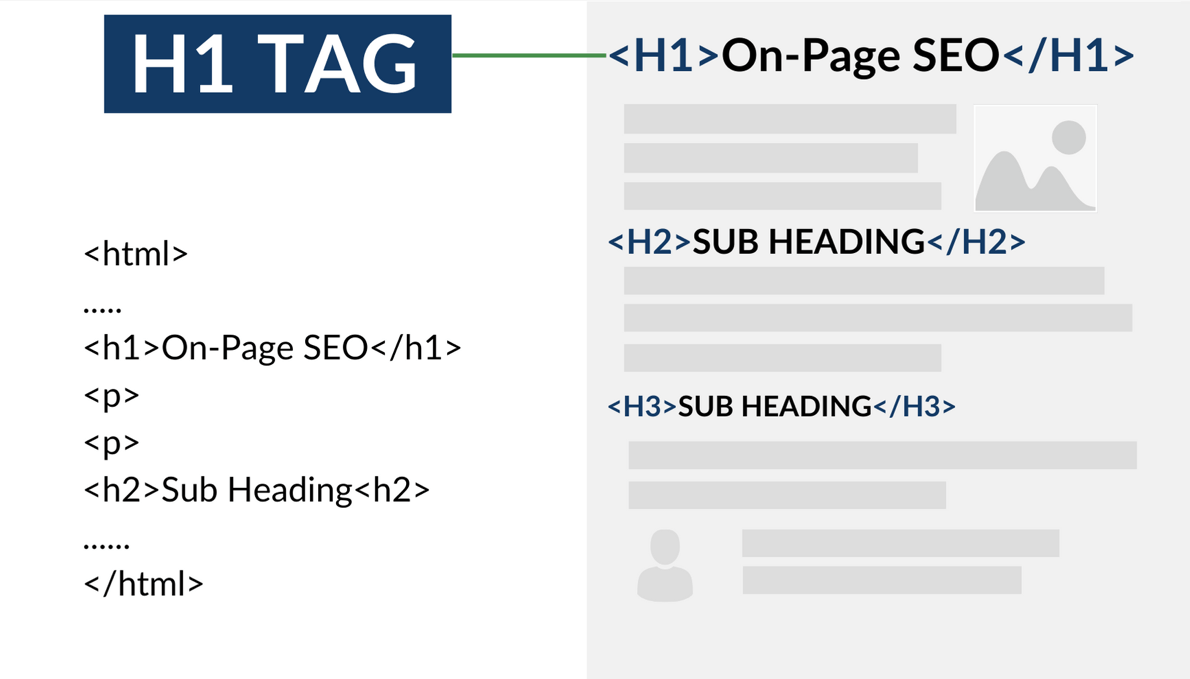 H1 TAG
<html>
.....
<h1>On-Page SEO</h1>
<p>
<p>
<h2>Sub Heading<h2>
......
</html>
<H1>On-Page SEO</H1>
<H2>SUB HEADING</H2>
<H3>SUB HEADING</H3>